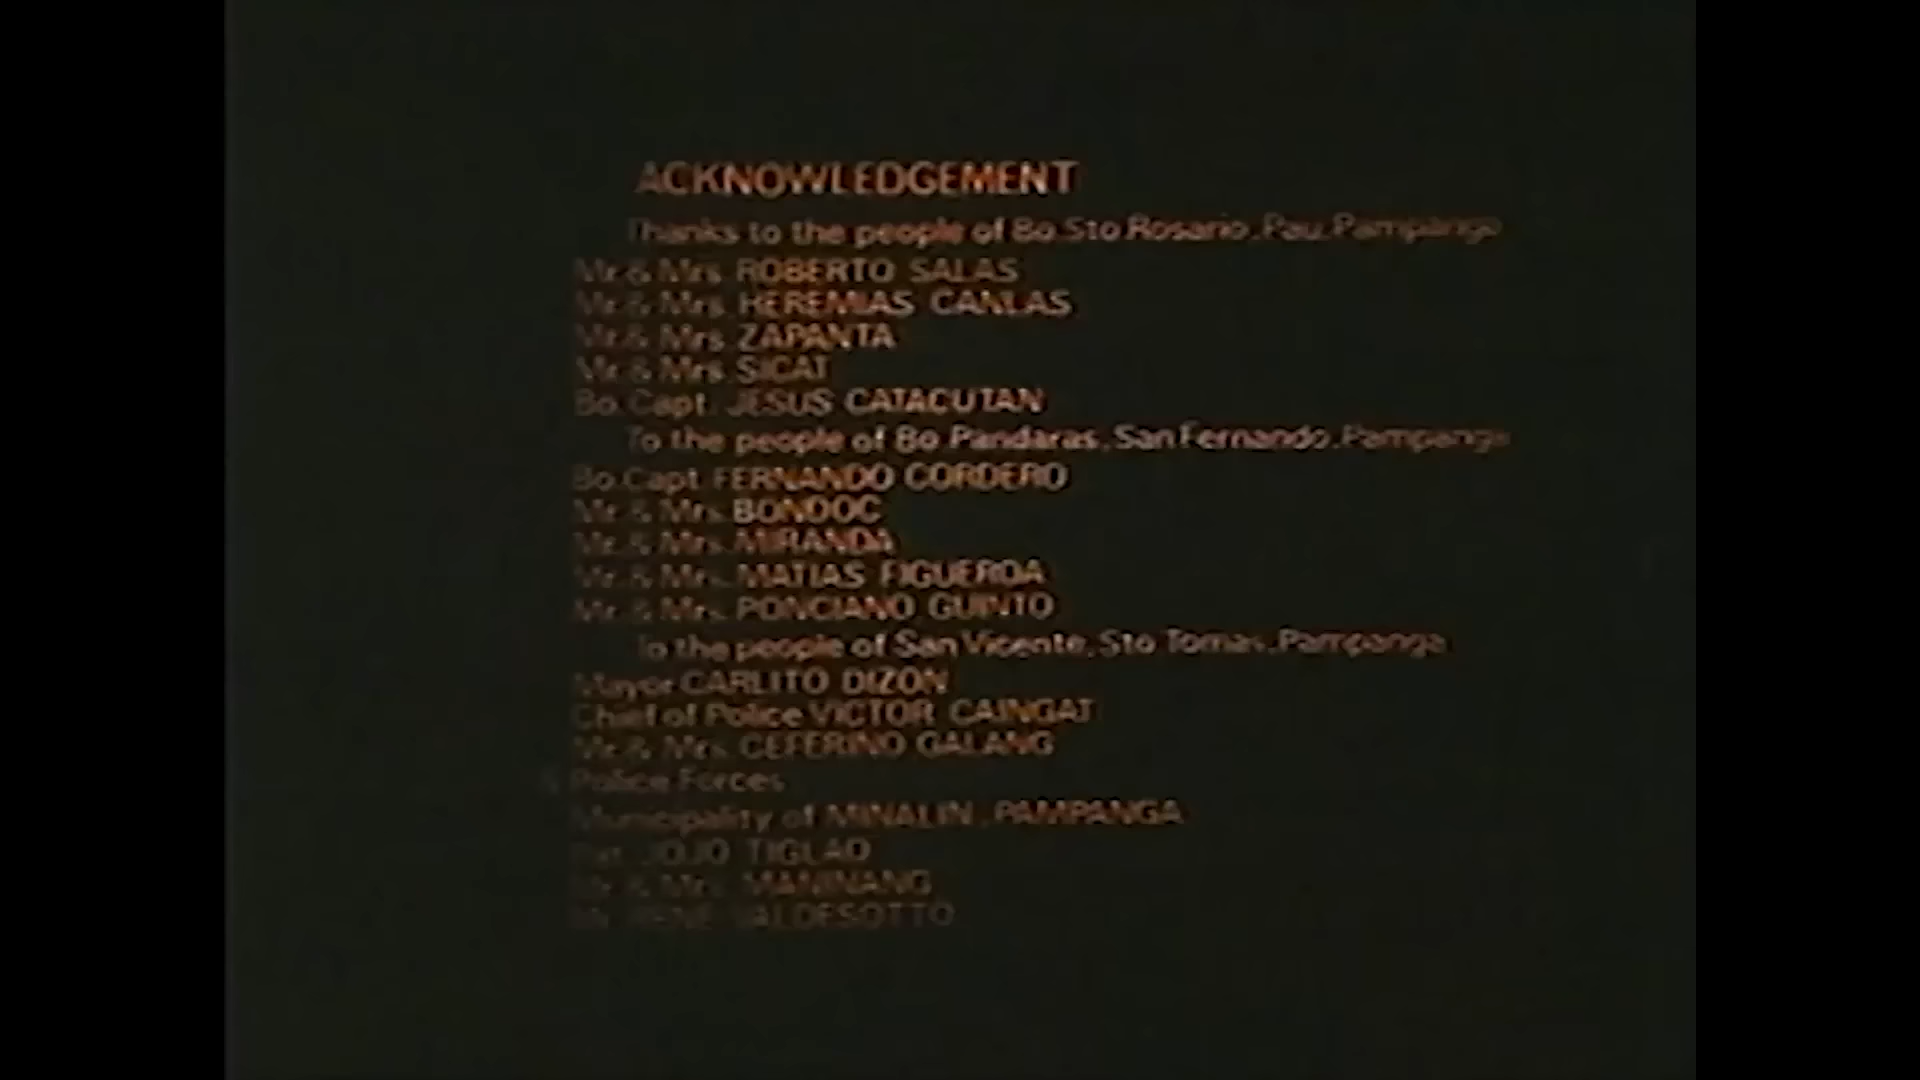 ACKNOWLEDGEMENT
Thanks to the people of Bo. Sto. Rosario, Pau, Pampanga
Mr. & Mrs. ROBERTO SALAS
Mr. & Mrs. HEREMIAS CANLAS
Mr. & Mrs. ZAPANTA
Mr. & Mrs. SICAT
Bo. Capt. JESUS CATACUTAN
To the people of Bo. Pandaras, San Fernando, Pampanga
Bo. Capt. FERNANDO CORDERO
Mr. & Mrs. BONDOC
Mr. & Mrs. MIRANDA
Mr. & Mrs. MATIAS FIGUEROA
Mr. & Mrs. PONCIANO GUINTO
To the people of San Vicente, Sto Tomas, Pampanga
Mayor CARLITO DIZON
Chief of Police VICTOR CAINGAT
Mr. & Mrs. CEFERINO GALANG
& Police Forces
Municipality of MINALIN, PAMPANGA
JOJO TIGLAO
Mr. & Mrs. MANINANG
RENE VALDESOTTO